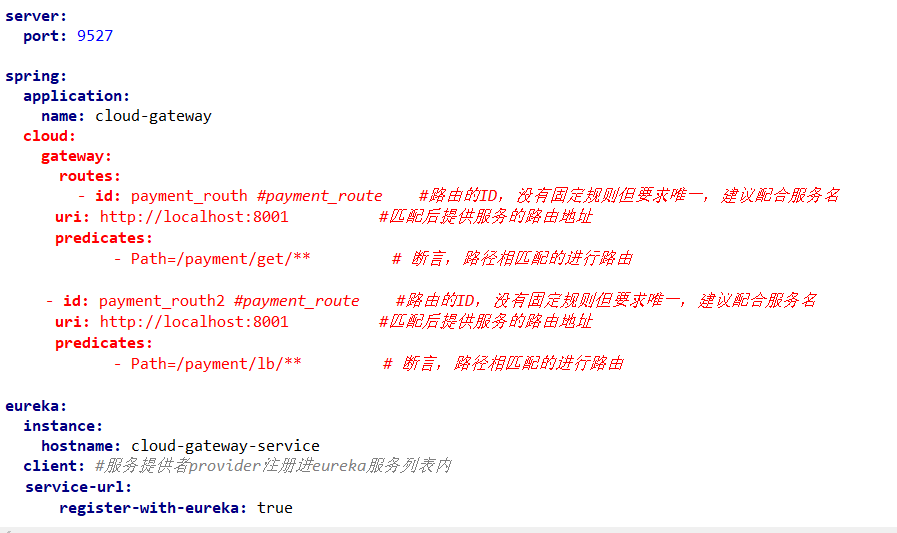 server:
port: 9527
spring:
application:
name: cloud-gateway
cloud:
gateway:
routes:
- id: payment_routh #payment_route    #路由的ID，没有固定规则但要求唯一，建议配合服务名
uri: http://localhost:8001          #匹配后提供服务的路由地址
predicates:
- Path=/payment/get/**         # 断言，路径相匹配的进行路由
- id: payment_routh2 #payment_route    #路由的ID，没有固定规则但要求唯一，建议配合服务名
uri: http://localhost:8001          #匹配后提供服务的路由地址
predicates:
- Path=/payment/lb/**         # 断言，路径相匹配的进行路由
eureka:
instance:
hostname: cloud-gateway-service
client: #服务提供者provider注册进eureka服务列表内
service-url:
register-with-eureka: true